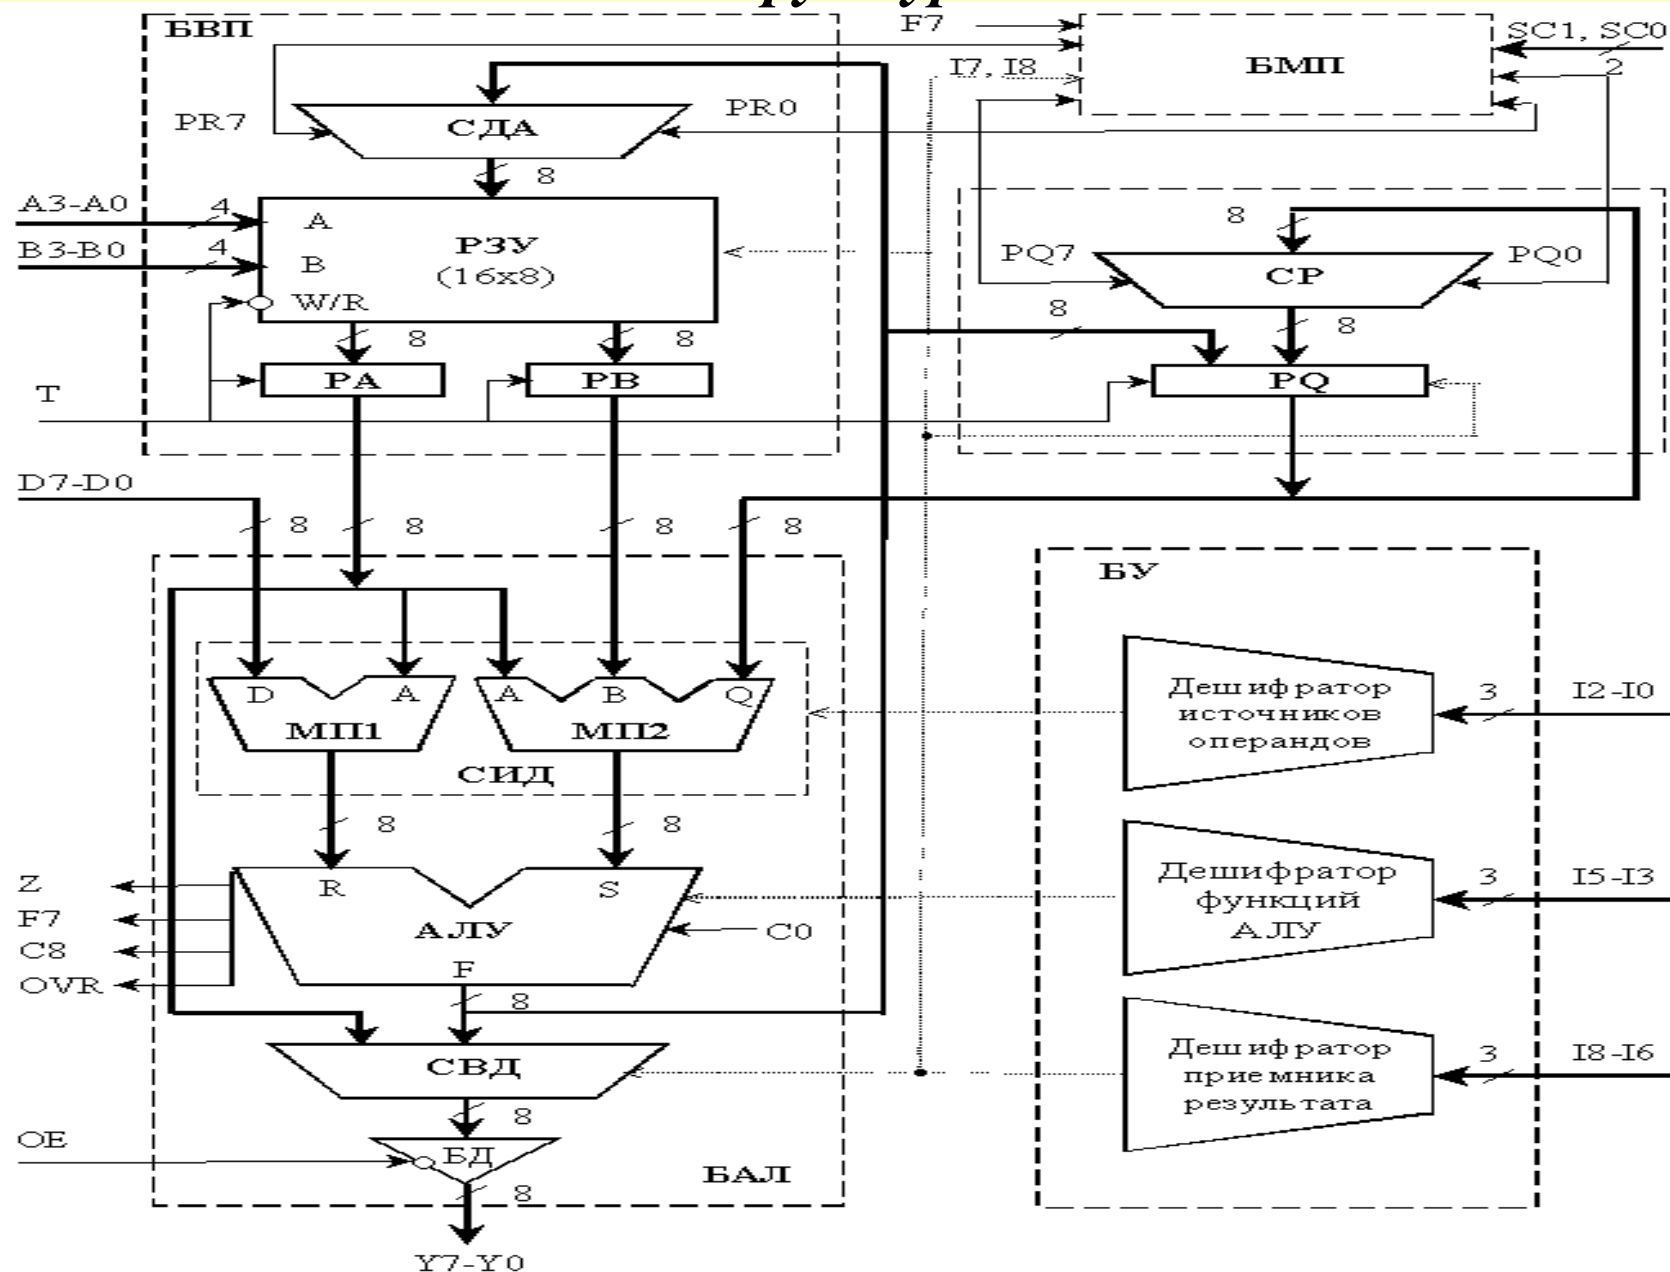 БВП
F7
SC1, SC0
I7, I8
БМП
2
PR7
СДА
PR0
8
A3-A0
4
A
B3-B0
4
B
РЗУ
(16x8)
W/R
8
PQ7
СР
PQ0
8
8
8
8
T
РА
РВ
PQ
D7-D0
8
8
8
8
БУ
D
A
A
B
Q
МП1
МП2
СИД
Дешифратор
источников
операндов
3
I2-I0
8
8
Z
F7
C8
OVR
R
S
АЛУ
F
C0
Дешифратор
функций
АЛУ
3
I5-I3
8
СВД
8
Дешифратор
приемника
результата
3
I8-I6
OE
БД
БАЛ
8
Y7-Y0